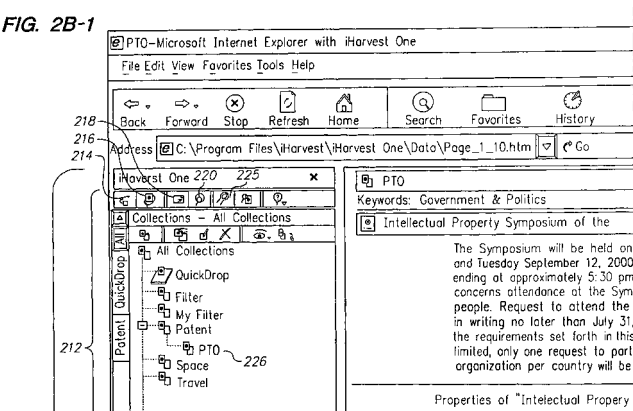 FIG. 2B-1
PTO-Microsoft Internet Explorer with iHarvest One
File Edit View Favorites Tools Help
Back Forward Stop Refresh Home Search Favorites History
218
216
214
Address C:\Program Files\iHarvest\iHarvest One\Data\Page_1_10.htm Go
iHaverst One 220 225 x
PTO
Keywords: Government & Politics
Collections - All Collections
Intellectual Property Symposium of the
All
QuickDrop
Patent
All Collections
QuickDrop
Filter
My Filter
Patent
PTO 226
Space
Travel
212
The Symposium will be held on
and Tuesday September 12, 2000
ending at approximately 5:30 pm
concerns attendance at the Sym
people. Request to attend the
in writing no later than July 31,
the requirements set forth in this
limited, only one request to part
organization per country will be
Properties of "Intelectual Propery